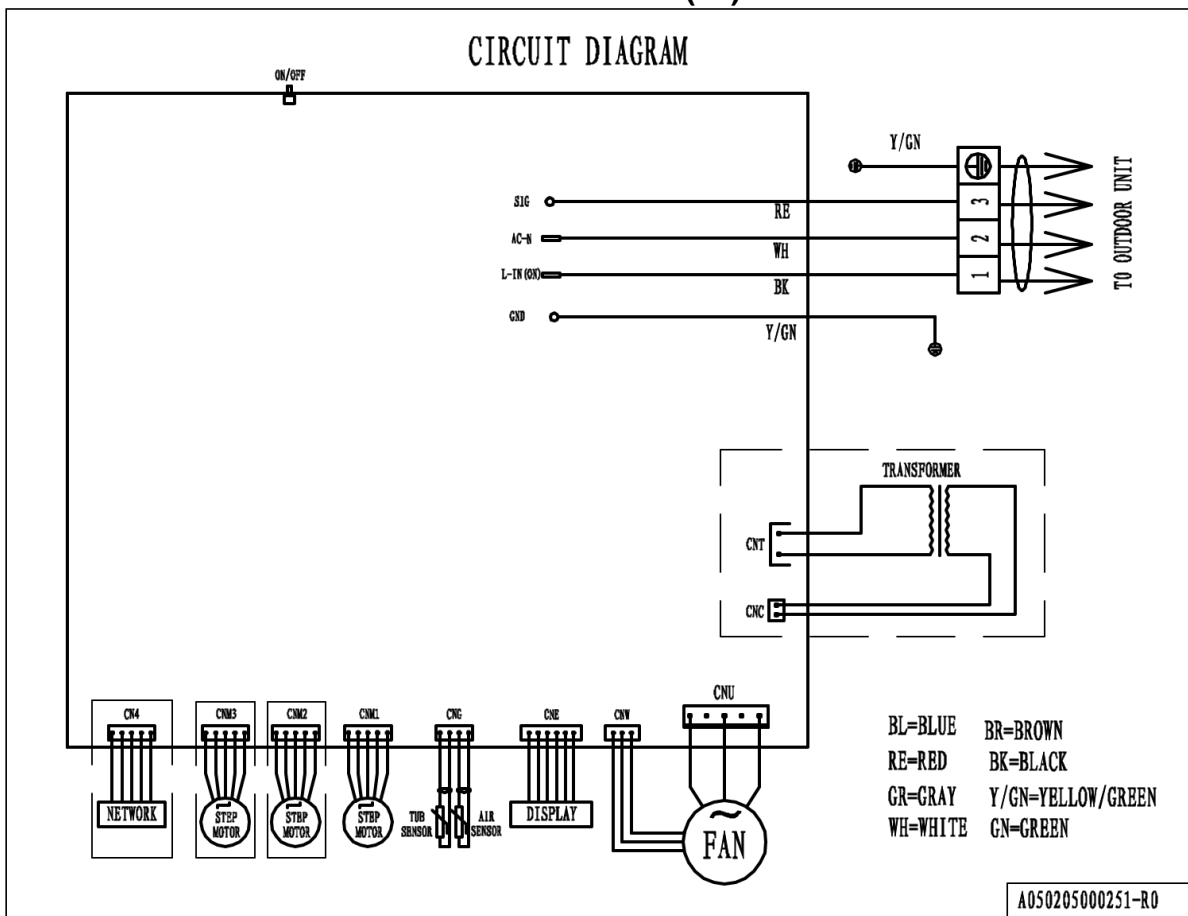 CIRCUIT DIAGRAM
ON/OFF
Y/GN
SIG
RE
3
AC-N
WH
2
L-IN(ON)
BK
1
GND
Y/GN
TO OUTDOOR UNIT
TRANSFORMER
CNT
CNC
CN4
CNM3
CNM2
CNM1
CNG
CNE
CNW
CNU
NETWORK
STEP
MOTOR
STEP
MOTOR
STEP
MOTOR
TUB
SENSOR
AIR
SENSOR
DISPLAY
FAN
BL=BLUE BR=BROWN
RE=RED BK=BLACK
GR=GRAY Y/GN=YELLOW/GREEN
WH=WHITE GN=GREEN
A050205000251-R0